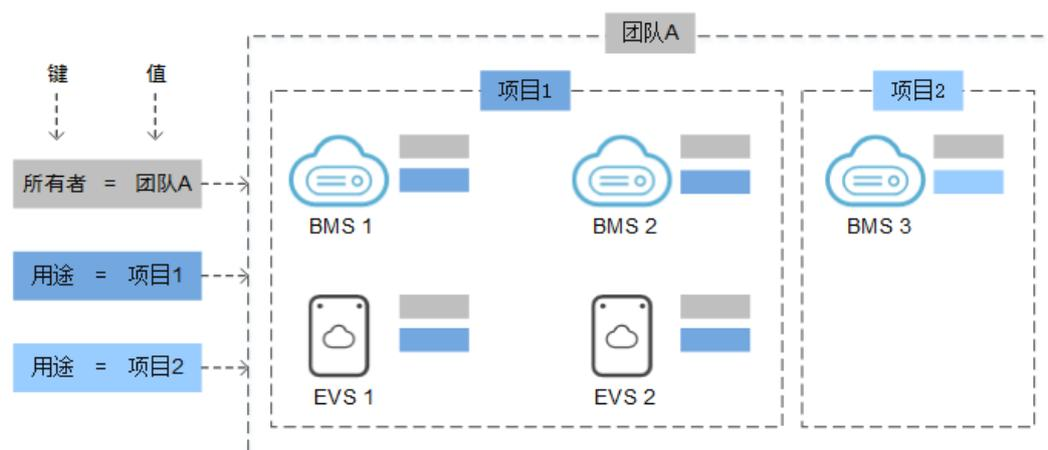 团队A
键 值
项目1 项目2
所有者 = 团队A
BMS 1 BMS 2 BMS 3
用途 = 项目1
用途 = 项目2
EVS 1 EVS 2